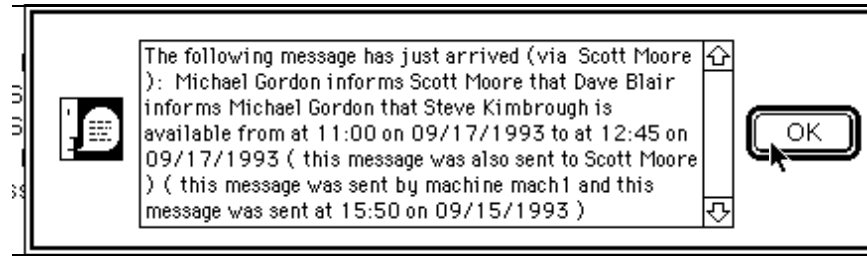 The following message has just arrived (via Scott Moore
): Michael Gordon informs Scott Moore that Dave Blair
informs Michael Gordon that Steve Kimbrough is
available from at 11:00 on 09/17/1993 to at 12:45 on
09/17/1993 ( this message was also sent to Scott Moore
) ( this message was sent by machine mach1 and this
message was sent at 15:50 on 09/15/1993 )
OK